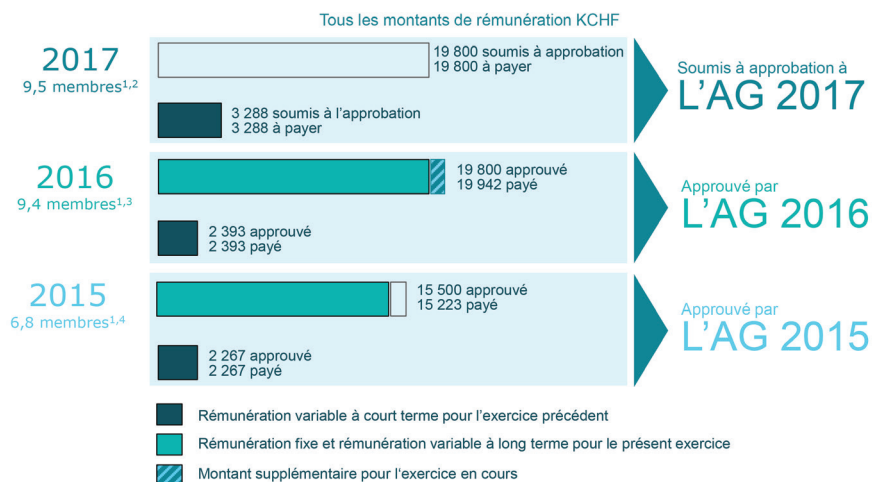 Tous les montants de rémunération KCHF
2017
9,5 membres1,2
19 800 soumis à approbation
19 800 à payer
3 288 soumis à l'approbation
3 288 à payer
Soumis à approbation à
L'AG 2017
2016
9,4 membres1,3
19 800 approuvé
19 942 payé
2 393 approuvé
2 393 payé
Approuvé par
L'AG 2016
2015
6,8 membres1,4
15 500 approuvé
15 223 payé
2 267 approuvé
2 267 payé
Approuvé par
L'AG 2015
Rémunération variable à court terme pour l'exercice précédent
Rémunération fixe et rémunération variable à long terme pour le présent exercice
Montant supplémentaire pour l'exercice en cours